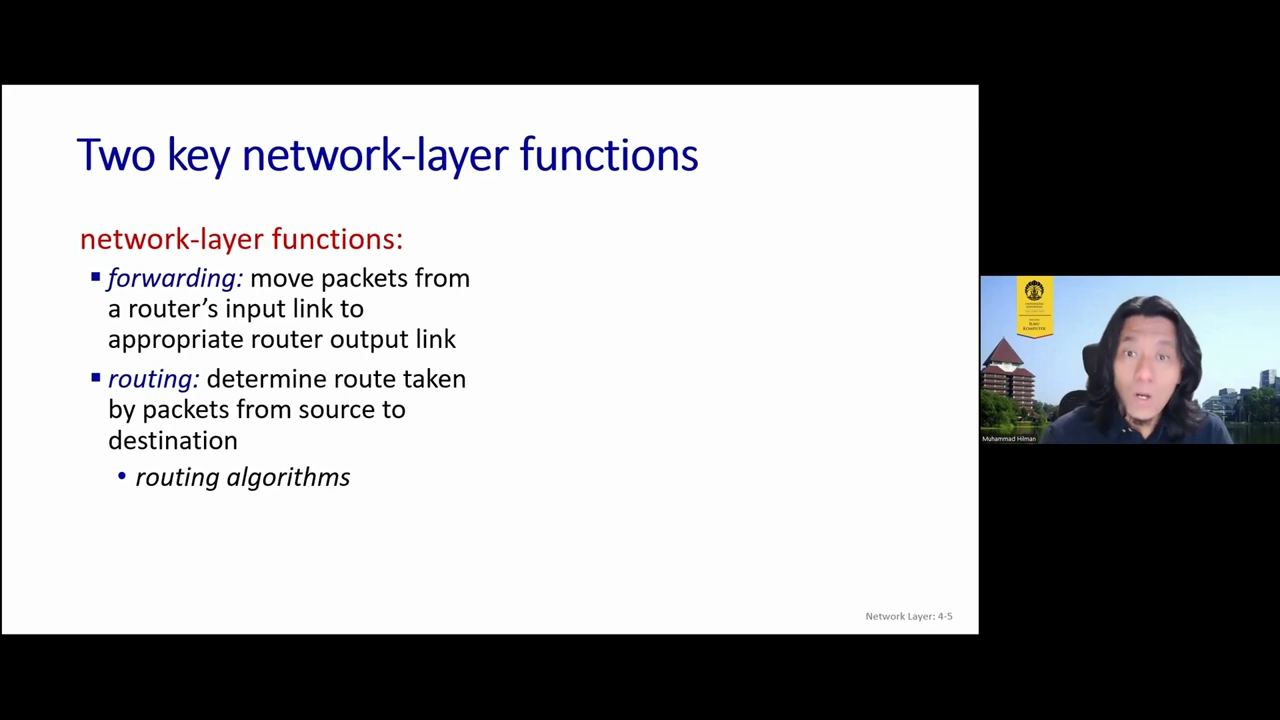 Two key network-layer functions
network-layer functions:
▪ forwarding: move packets from
a router's input link to
appropriate router output link
▪ routing: determine route taken
by packets from source to
destination
• routing algorithms
Network Layer: 4-5
ILMU
KOMPUTER
Muhammad Hilman